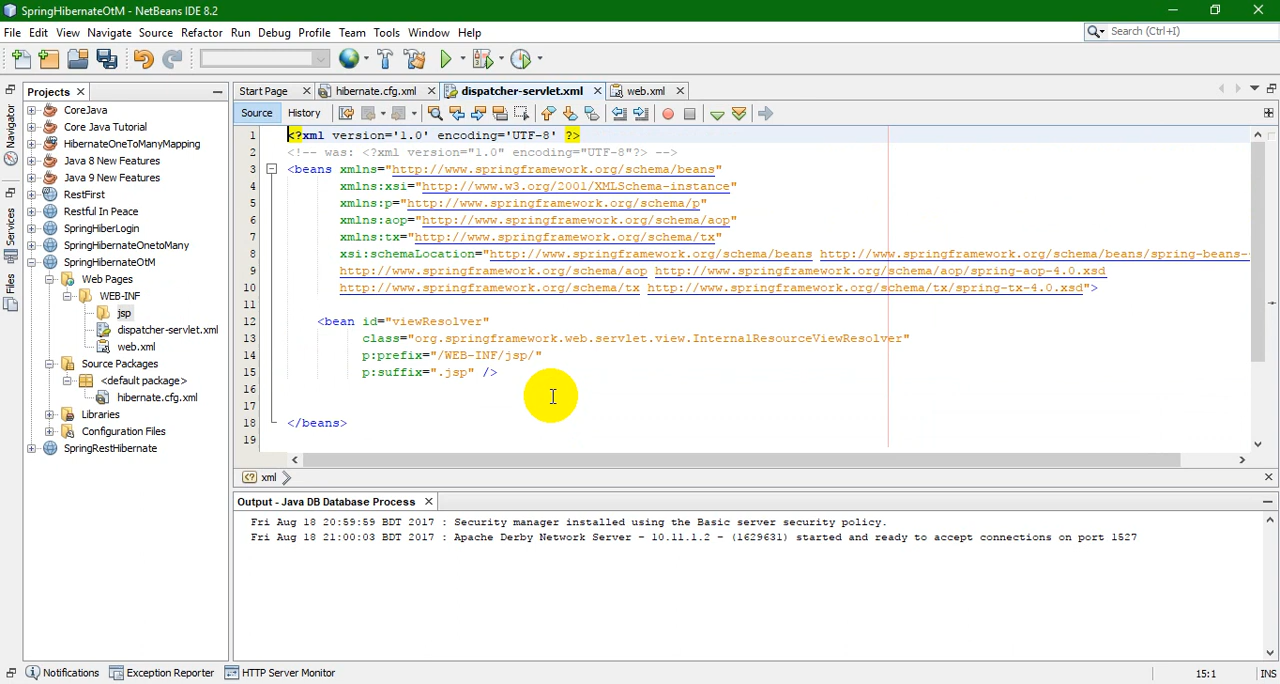 SpringHibernateOtM - NetBeans IDE 8.2
File Edit View Navigate Source Refactor Run Debug Profile Team Tools Window Help
Search (Ctrl+I)
Projects
Start Page hibernate.cfg.xml dispatcher-servlet.xml web.xml
Source History
Navigator
Services
Files
CoreJava
Core Java Tutorial
HibernateOneToManyMapping
Java 8 New Features
Java 9 New Features
RestFirst
Restful In Peace
SpringHiberLogin
SpringHibernateOnetoMany
SpringHibernateOtM
Web Pages
WEB-INF
jsp
dispatcher-servlet.xml
web.xml
Source Packages
<default package>
hibernate.cfg.xml
Libraries
Configuration Files
SpringRestHibernate
1 <?xml version='1.0' encoding='UTF-8' ?>
2 <!-- was: <?xml version="1.0" encoding="UTF-8"?> -->
3 <beans xmlns="http://www.springframework.org/schema/beans"
4 xmlns:xsi="http://www.w3.org/2001/XMLSchema-instance"
5 xmlns:p="http://www.springframework.org/schema/p"
6 xmlns:aop="http://www.springframework.org/schema/aop"
7 xmlns:tx="http://www.springframework.org/schema/tx"
8 xsi:schemaLocation="http://www.springframework.org/schema/beans http://www.springframework.org/schema/beans/spring-beans-
9 http://www.springframework.org/schema/aop http://www.springframework.org/schema/aop/spring-aop-4.0.xsd
10 http://www.springframework.org/schema/tx http://www.springframework.org/schema/tx/spring-tx-4.0.xsd">
11
12 <bean id="viewResolver"
13 class="org.springframework.web.servlet.view.InternalResourceViewResolver"
14 p:prefix="/WEB-INF/jsp/"
15 p:suffix=".jsp" />
16
17
18 </beans>
19
xml
Output - Java DB Database Process
Fri Aug 18 20:59:59 BDT 2017 : Security manager installed using the Basic server security policy.
Fri Aug 18 21:00:03 BDT 2017 : Apache Derby Network Server - 10.11.1.2 - (1629631) started and ready to accept connections on port 1527
Notifications Exception Reporter HTTP Server Monitor
15:1 INS